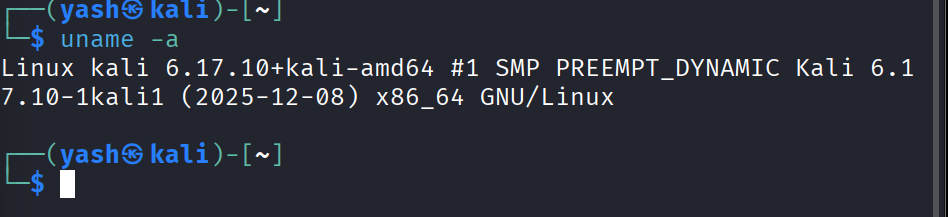 ┌──(yash㉿kali)-[~]
└─$ uname -a
Linux kali 6.17.10+kali-amd64 #1 SMP PREEMPT_DYNAMIC Kali 6.1
7.10-1kali1 (2025-12-08) x86_64 GNU/Linux
┌──(yash㉿kali)-[~]
└─$